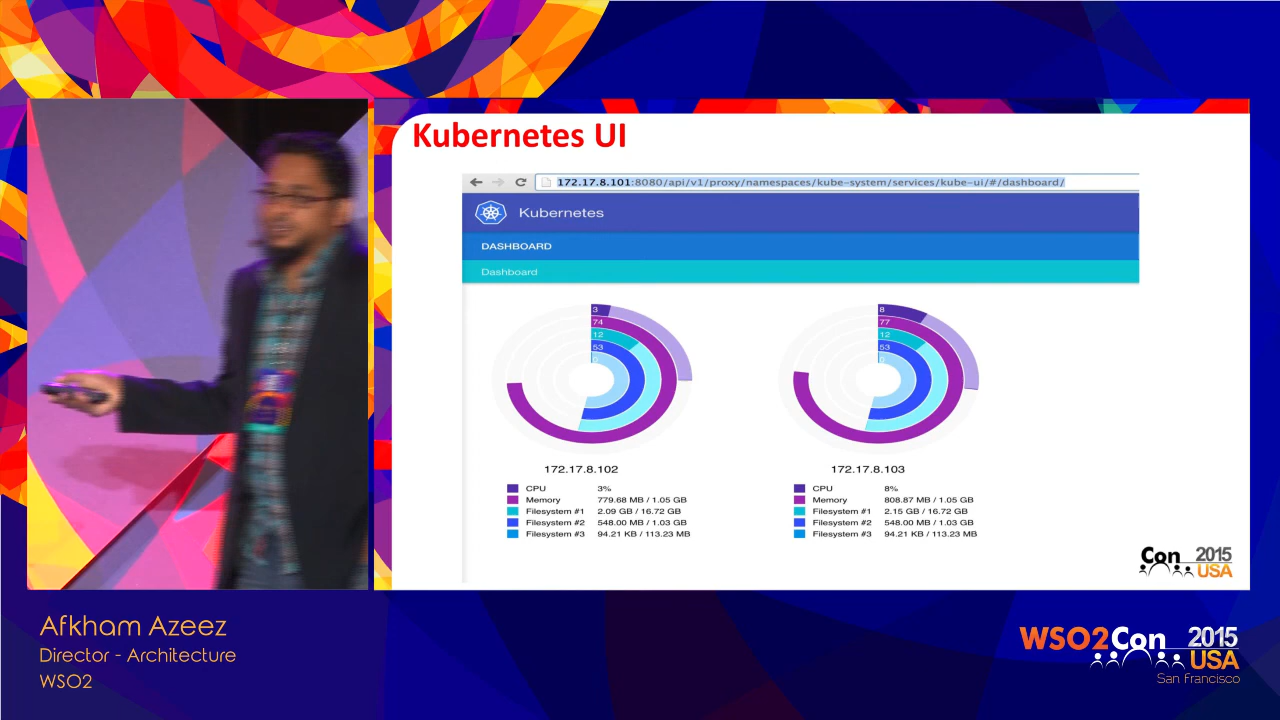 Kubernetes UI
172.17.8.101:8080/api/v1/proxy/namespaces/kube-system/services/kube-ui/#/dashboard/
Kubernetes
DASHBOARD
Dashboard
3
74
12
53
0
8
77
12
53
0
172.17.8.102
CPU 3%
Memory 779.68 MB / 1.05 GB
Filesystem #1 2.09 GB / 16.72 GB
Filesystem #2 548.00 MB / 1.03 GB
Filesystem #3 94.21 KB / 113.23 MB
172.17.8.103
CPU 8%
Memory 808.87 MB / 1.05 GB
Filesystem #1 2.15 GB / 16.72 GB
Filesystem #2 548.00 MB / 1.03 GB
Filesystem #3 94.21 KB / 113.23 MB
Con 2015
USA
Afkham Azeez
Director - Architecture
WSO2
WSO2Con 2015
USA
San Francisco